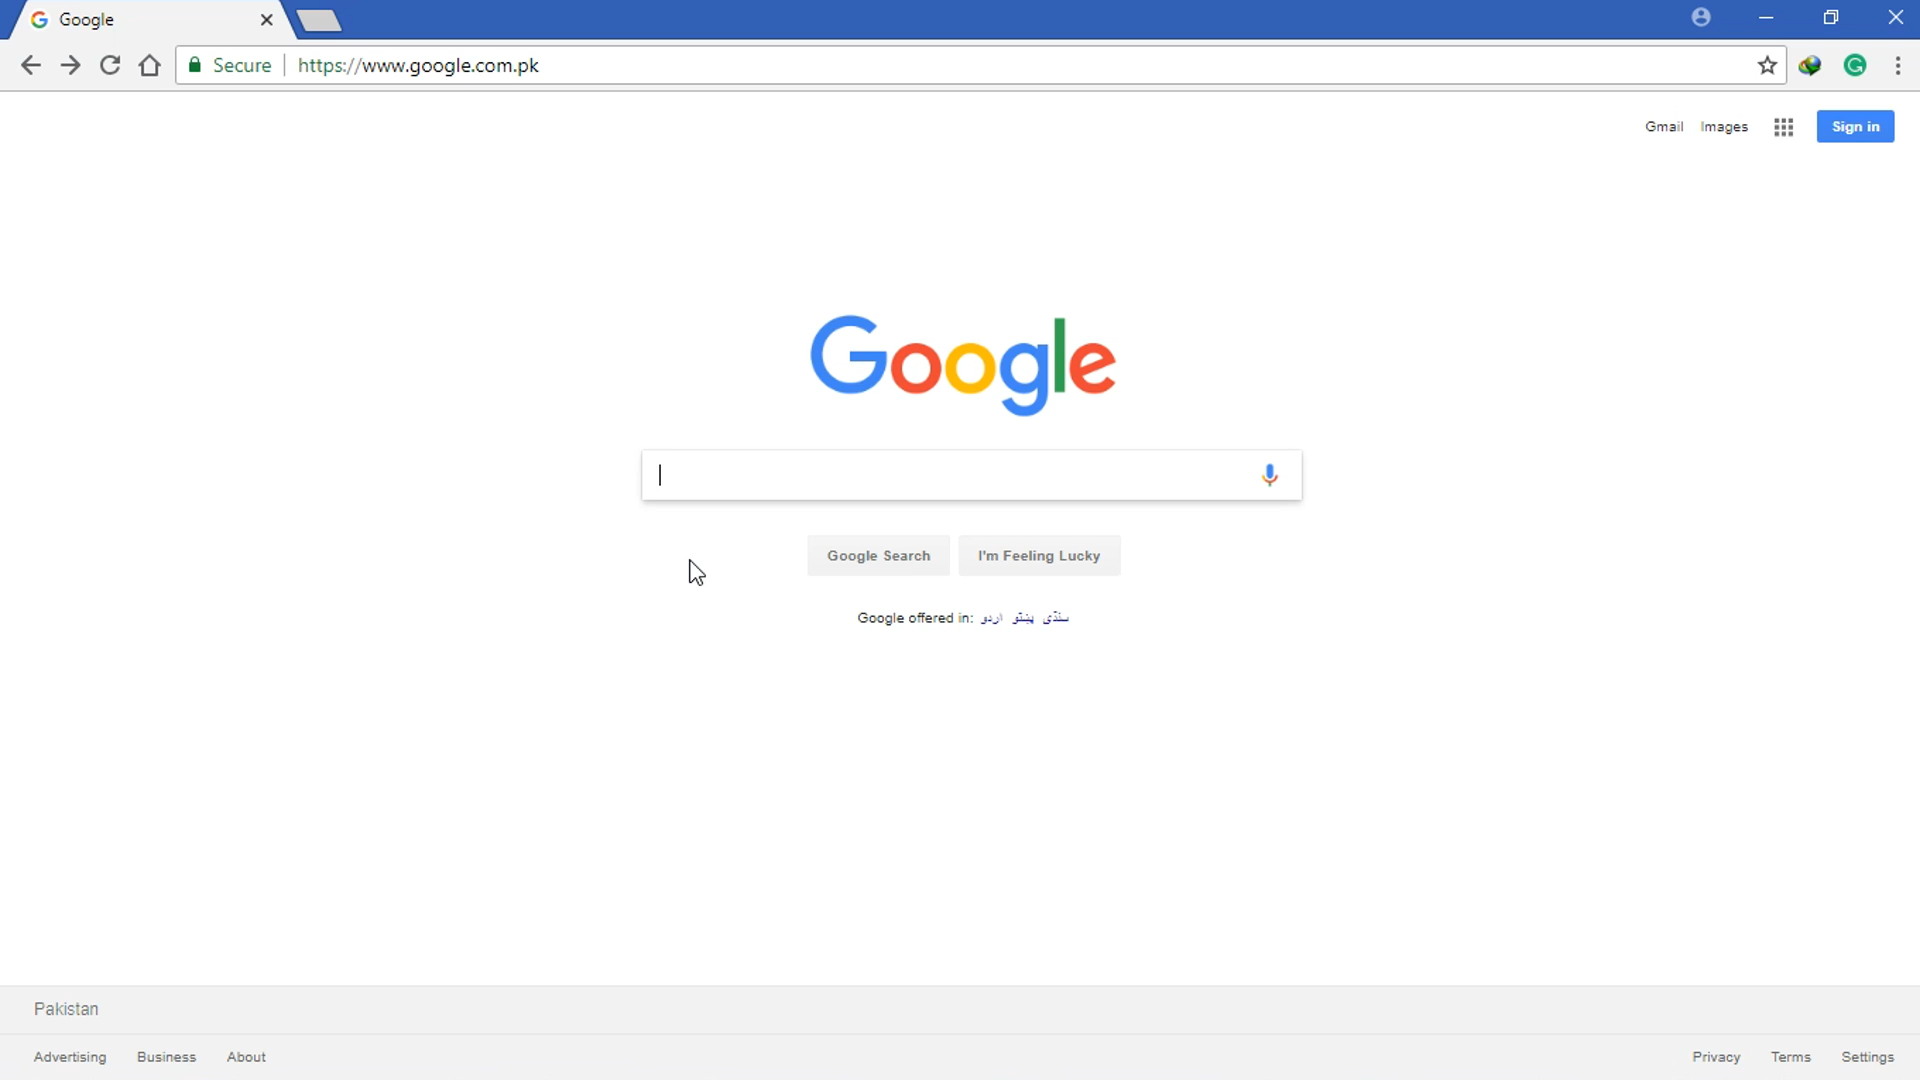 Google
Secure https://www.google.com.pk
Gmail Images Sign in
Google
Google Search I'm Feeling Lucky
Google offered in: اردو پښتو سنڌي
Pakistan
Advertising Business About
Privacy Terms Settings